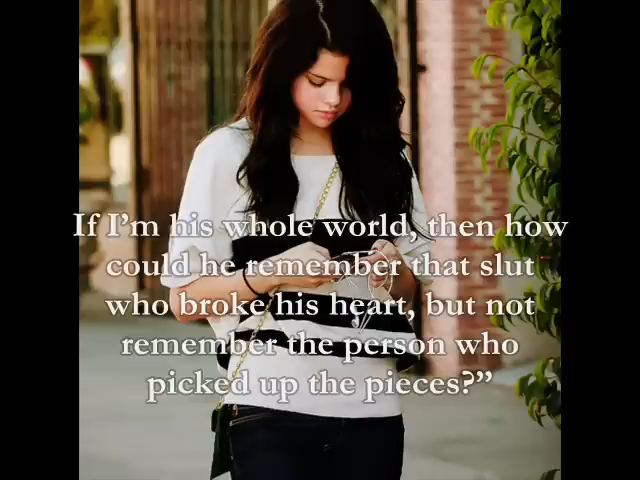 If I’m his whole world, then how
could he remember that slut
who broke his heart, but not
remember the person who
picked up the pieces?”